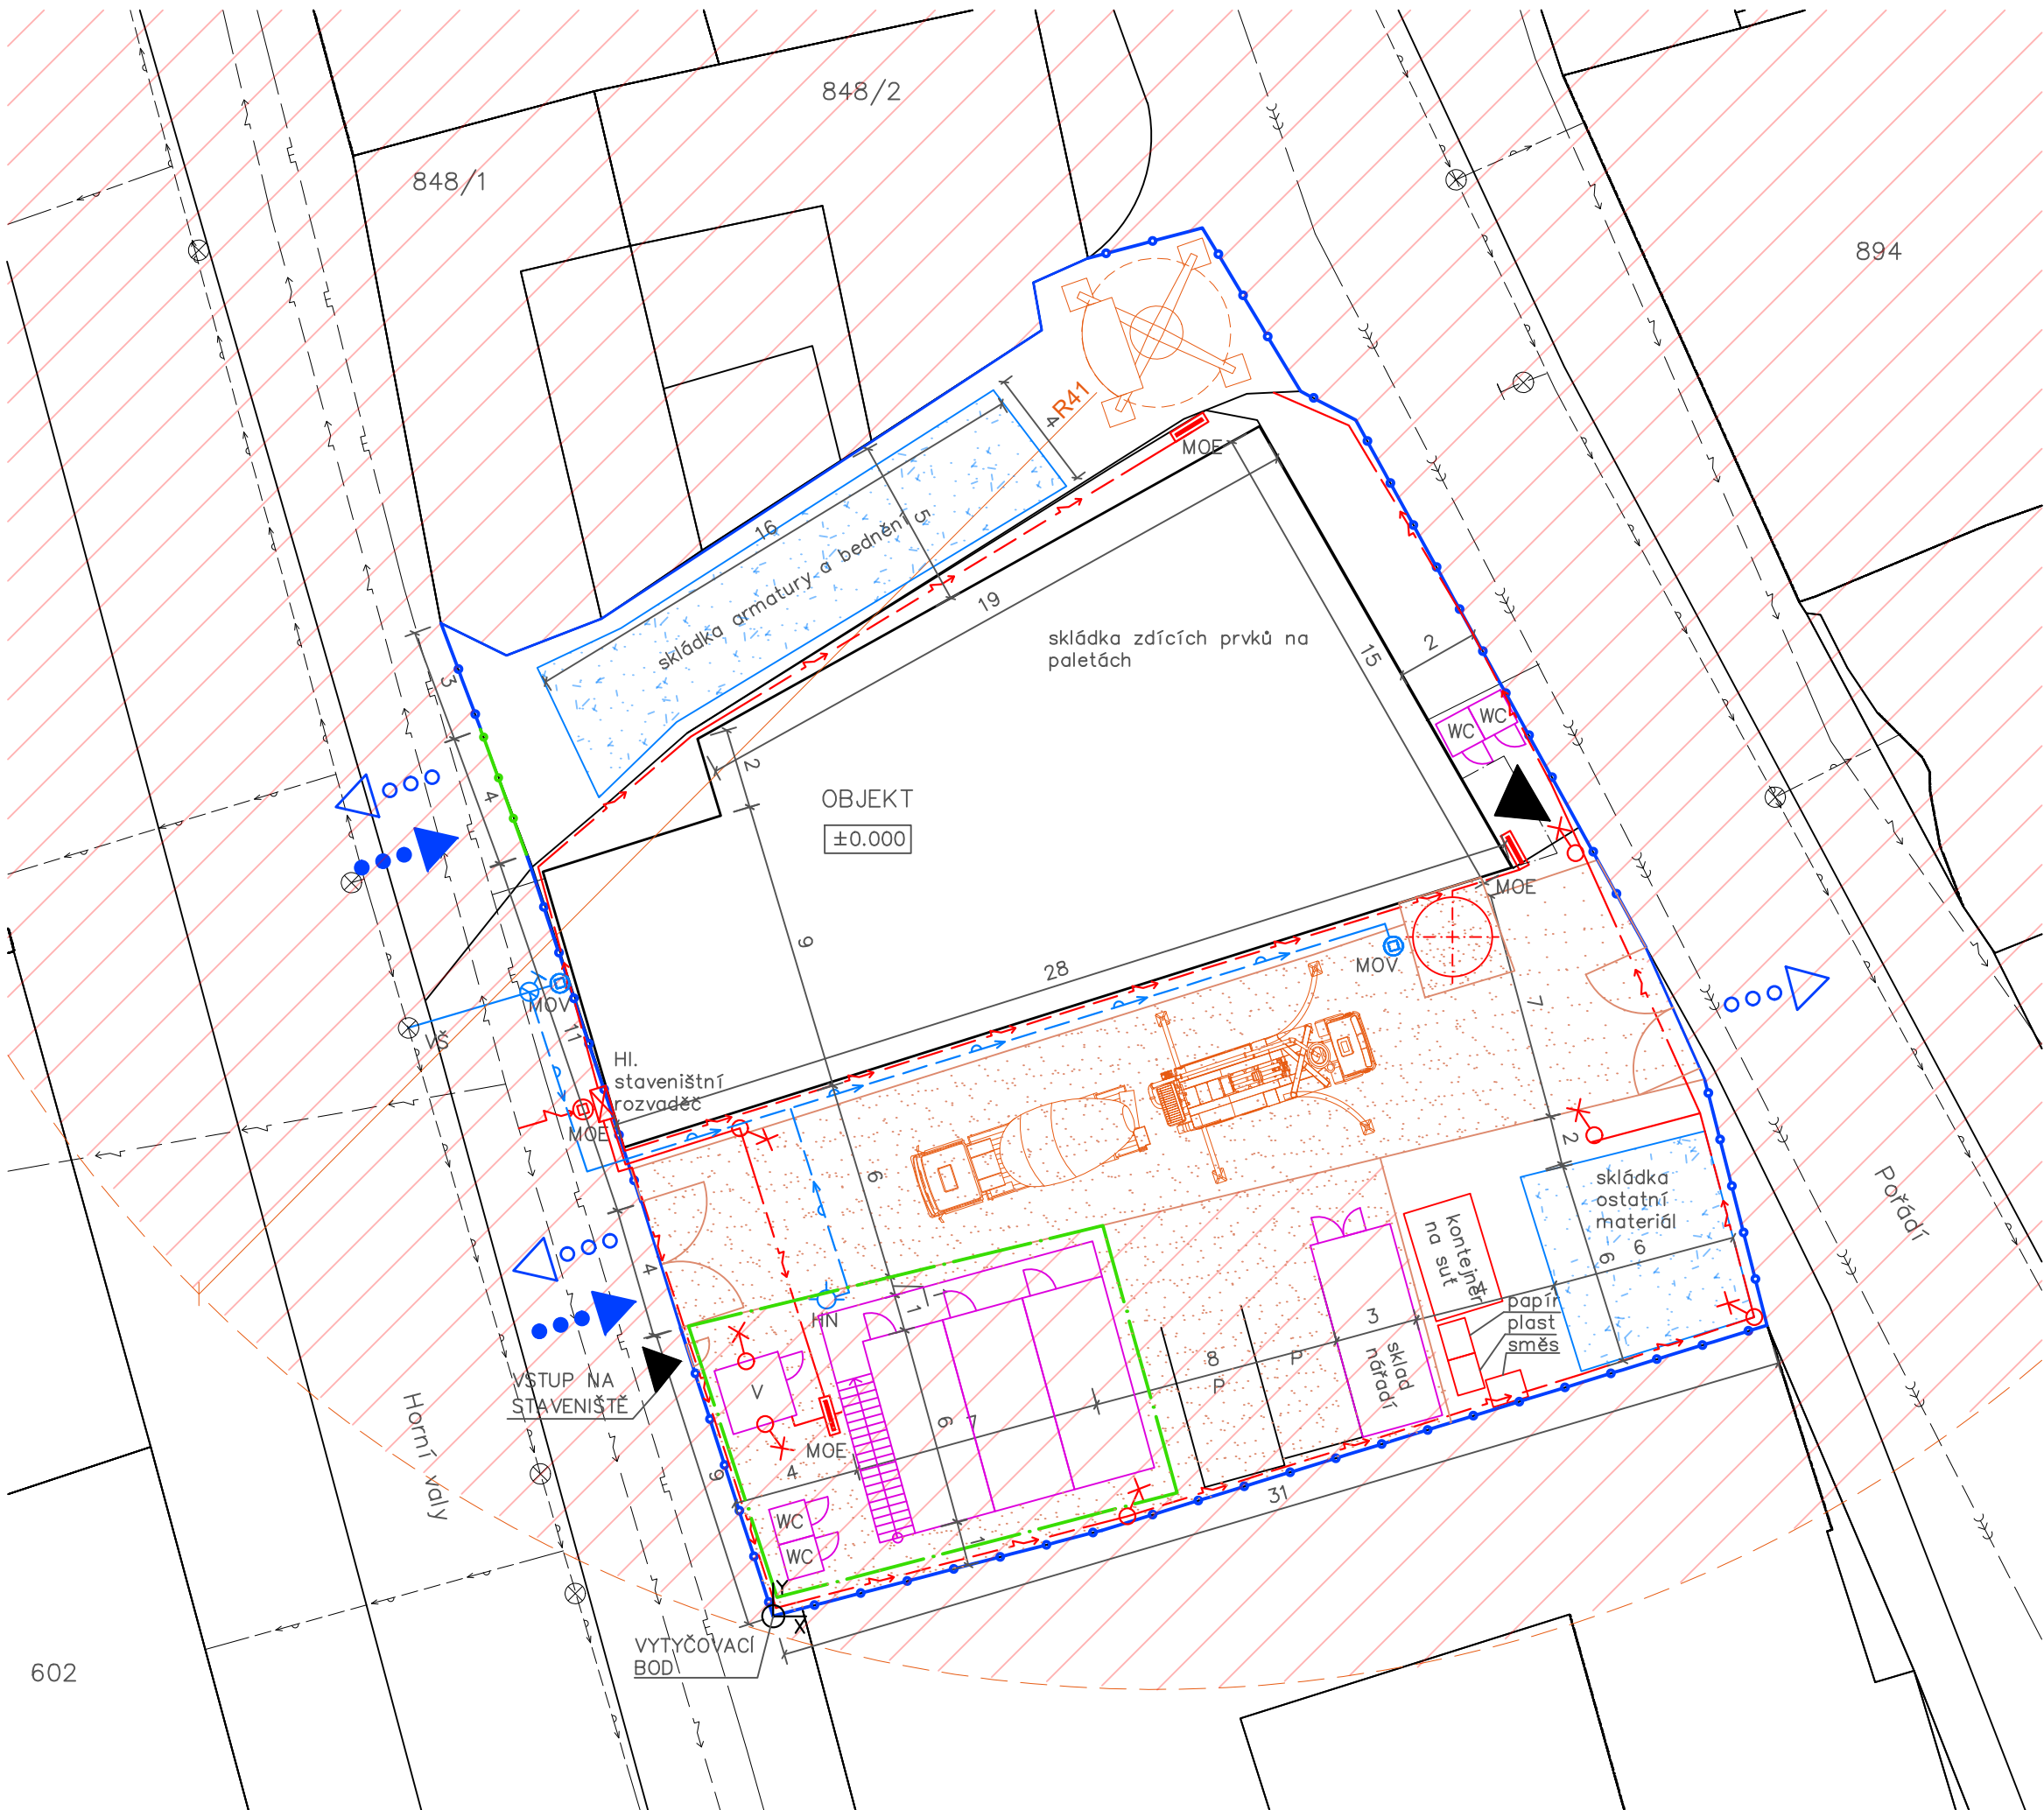 848/2
848/1
894
R41
4
MOE
16
5
skládka armatury a bednění
19
skládka zdících prvků na
paletách
15
2
3
WC
WC
2
4
OBJEKT
±0.000
MOE
9
28
MOV
MOV
7
VŠ
11
Hl.
staveništní
rozvaděč
MOE
2
skládka
ostatní
materiál
Pořádí
6
kontejner
na suť
6
6
4
HN
1
papír
plast
směs
3
8
P
P
sklad
nářadí
VSTUP NA
STAVENIŠTĚ
V
Horní valy
6
7
MOE
4
9
31
WC
WC
1
Y
X
VYTYČOVACÍ
BOD
602